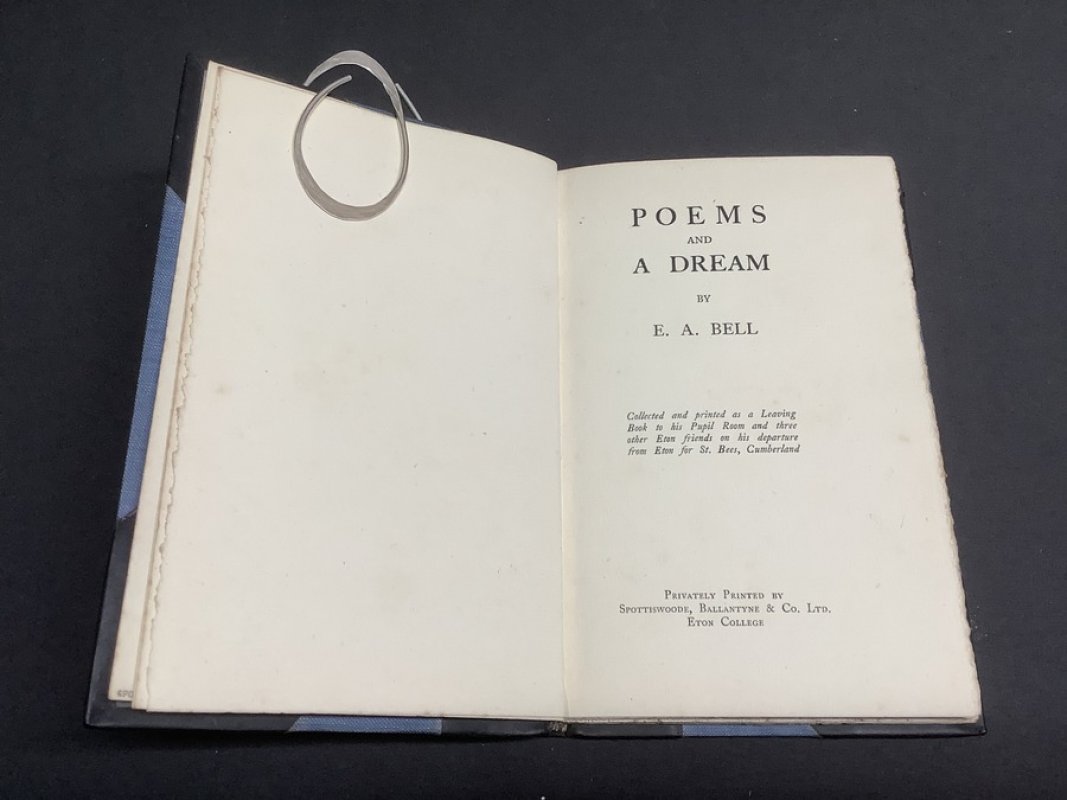 POEMS
AND
A DREAM
BY
E. A. BELL
Collected and printed as a Leaving
Book to his Pupil Room and three
other Eton friends on his departure
from Eton for St. Bees, Cumberland
PRIVATELY PRINTED BY
SPOTTISWOODE, BALLANTYNE & CO. LTD.
ETON COLLEGE